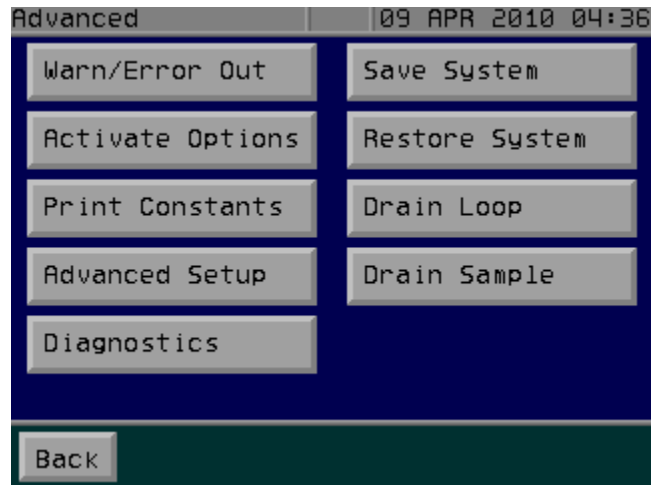 Advanced 09 APR 2010 04:36
Warn/Error Out Save System
Activate Options Restore System
Print Constants Drain Loop
Advanced Setup Drain Sample
Diagnostics
Back